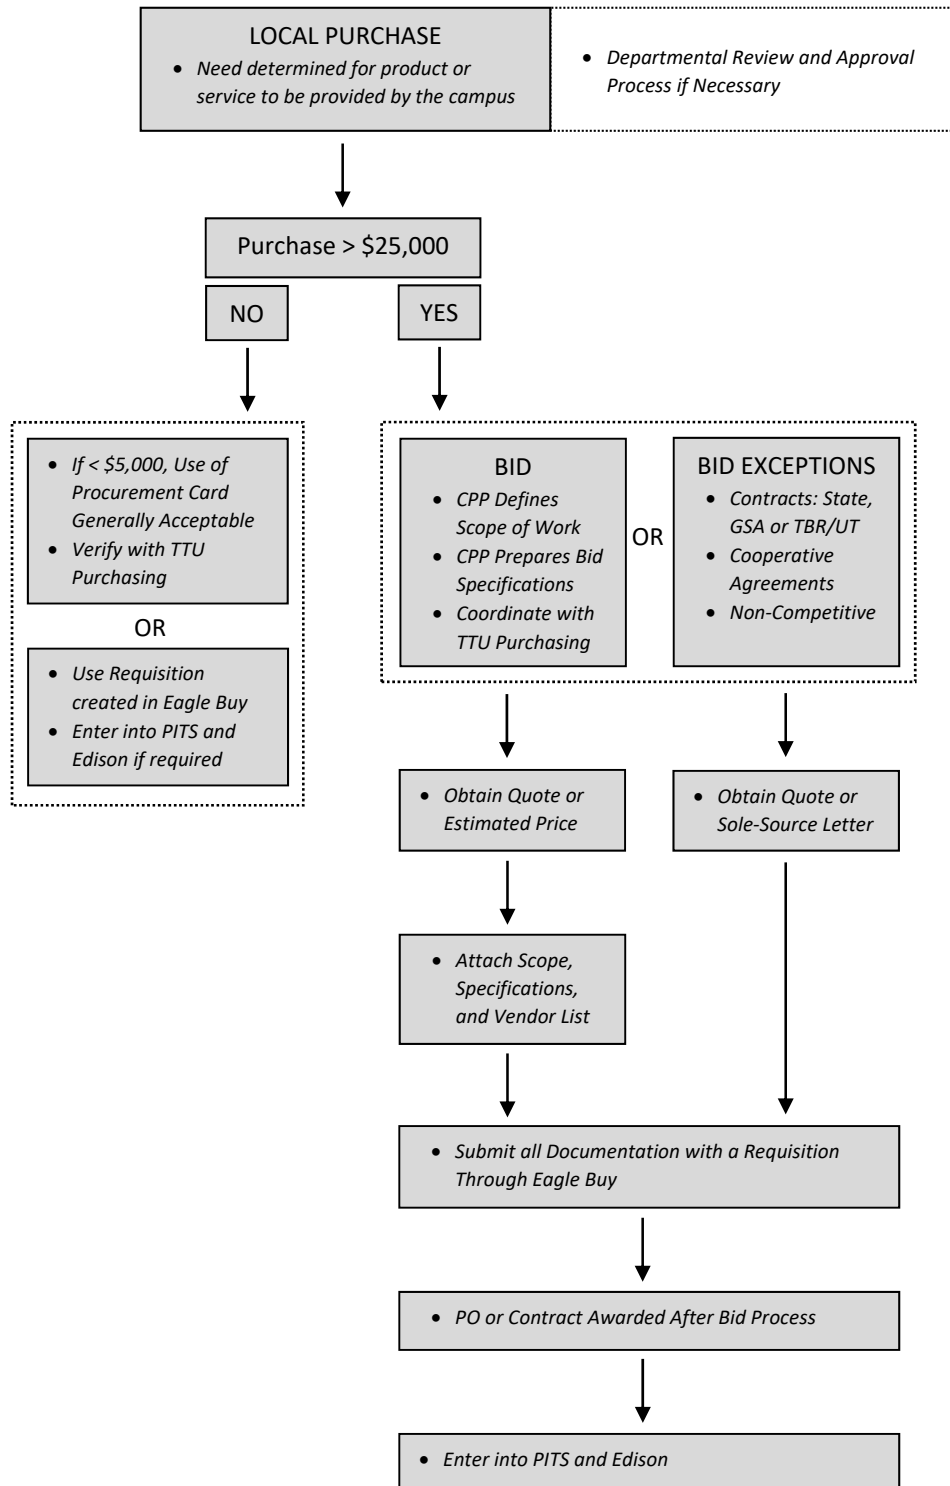 LOCAL PURCHASE
• Need determined for product or
service to be provided by the campus
• Departmental Review and Approval
Process if Necessary
Purchase > $25,000
NO
YES
• If < $5,000, Use of
Procurement Card
Generally Acceptable
• Verify with TTU
Purchasing
OR
• Use Requisition
created in Eagle Buy
• Enter into PITS and
Edison if required
BID
• CPP Defines
Scope of Work
• CPP Prepares Bid
Specifications
• Coordinate with
TTU Purchasing
OR
BID EXCEPTIONS
• Contracts: State,
GSA or TBR/UT
• Cooperative
Agreements
• Non-Competitive
• Obtain Quote or
Estimated Price
• Obtain Quote or
Sole-Source Letter
• Attach Scope,
Specifications,
and Vendor List
• Submit all Documentation with a Requisition
Through Eagle Buy
• PO or Contract Awarded After Bid Process
• Enter into PITS and Edison